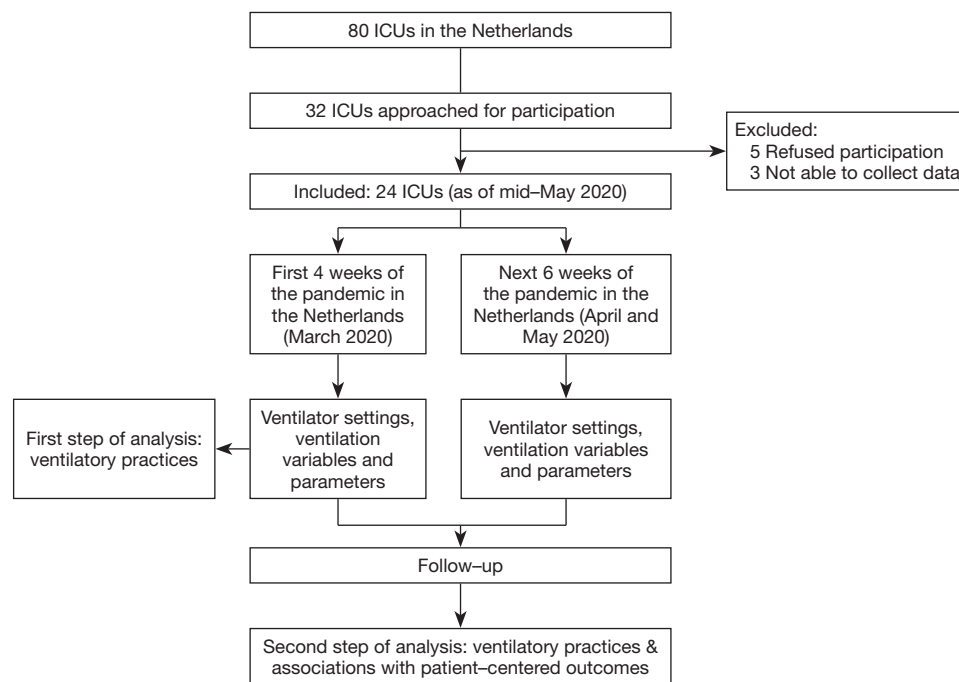 80 ICUs in the Netherlands
32 ICUs approached for participation
Excluded:
5 Refused participation
3 Not able to collect data
Included: 24 ICUs (as of mid–May 2020)
First 4 weeks of
the pandemic in
the Netherlands
(March 2020)
Next 6 weeks of
the pandemic in the
Netherlands (April and
May 2020)
First step of analysis:
ventilatory practices
Ventilator settings,
ventilation
variables and
parameters
Ventilator settings,
ventilation variables
and parameters
Follow–up
Second step of analysis: ventilatory practices &
associations with patient–centered outcomes